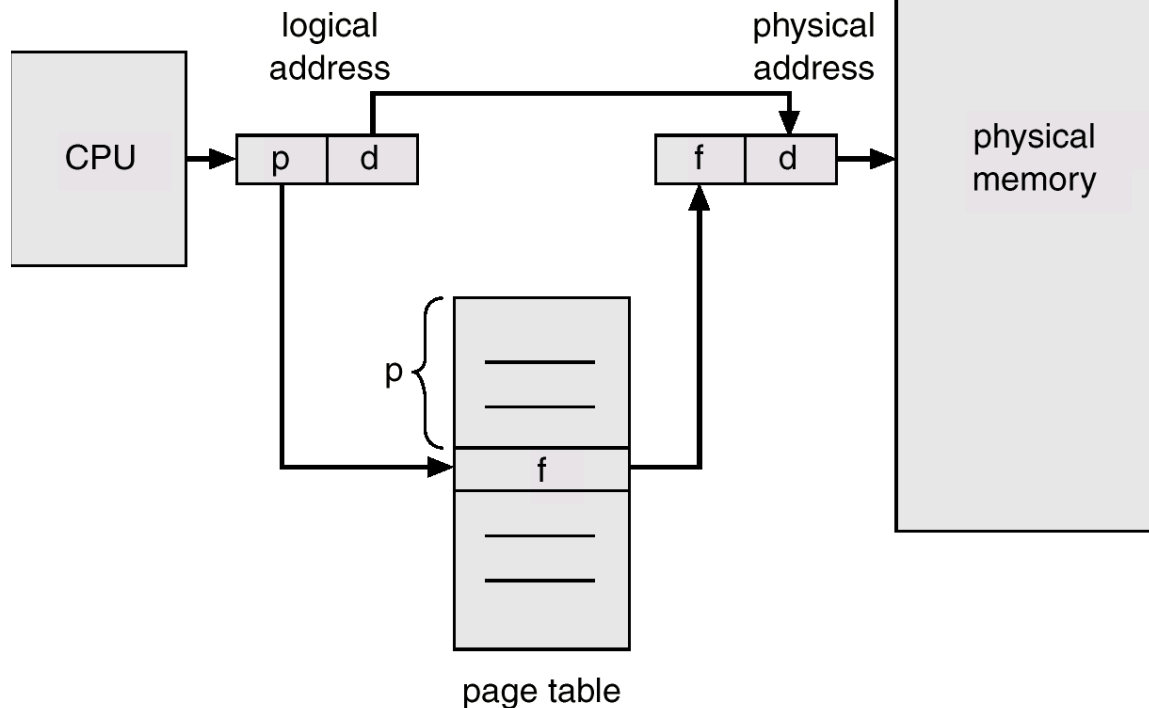 logical
address
physical
address
CPU
p
d
f
d
physical
memory
p
f
page table